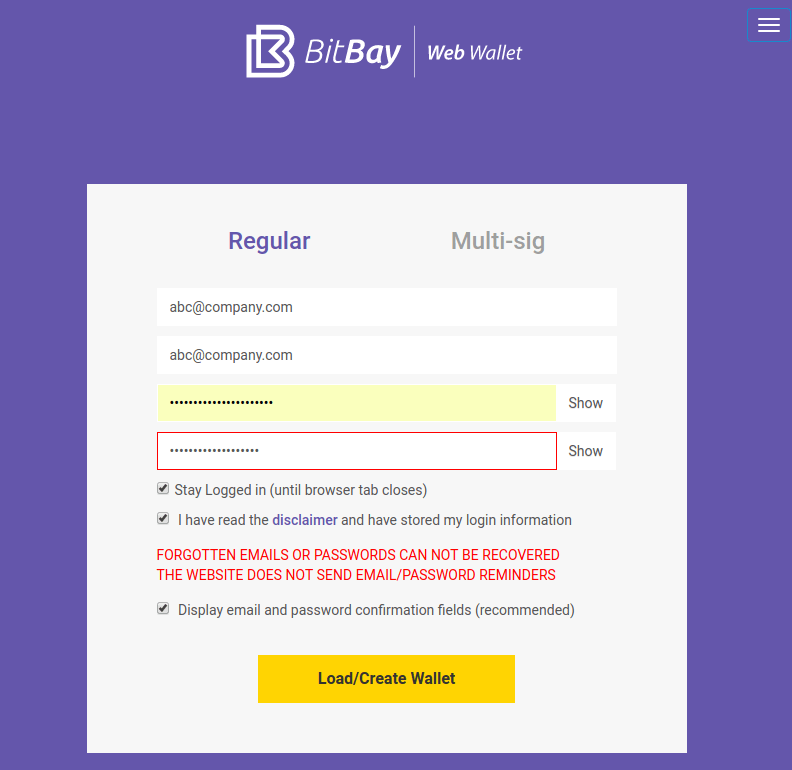 BitBay Web Wallet
Regular Multi-sig
abc@company.com
abc@company.com
•••••••••••••••••••••• Show
••••••••••••••••••• Show
Stay Logged in (until browser tab closes)
I have read the disclaimer and have stored my login information
FORGOTTEN EMAILS OR PASSWORDS CAN NOT BE RECOVERED
THE WEBSITE DOES NOT SEND EMAIL/PASSWORD REMINDERS
Display email and password confirmation fields (recommended)
Load/Create Wallet